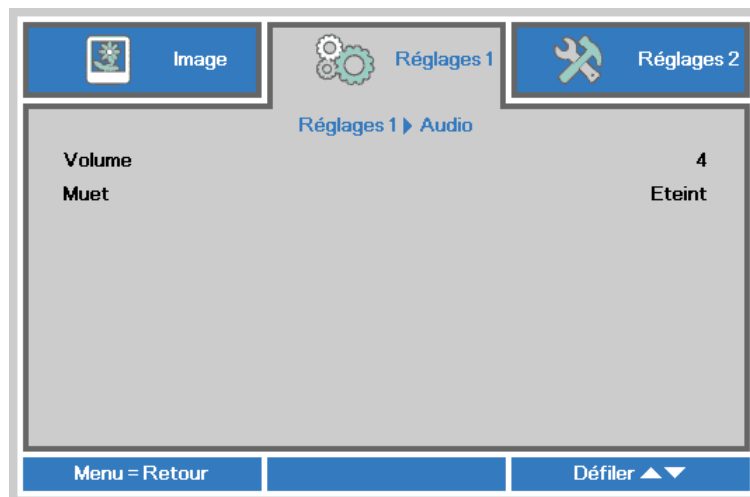 Image
Réglages 1
Réglages 2
Réglages 1 ▶ Audio
Volume 4
Muet Eteint
Menu = Retour
Défiler ▲▼